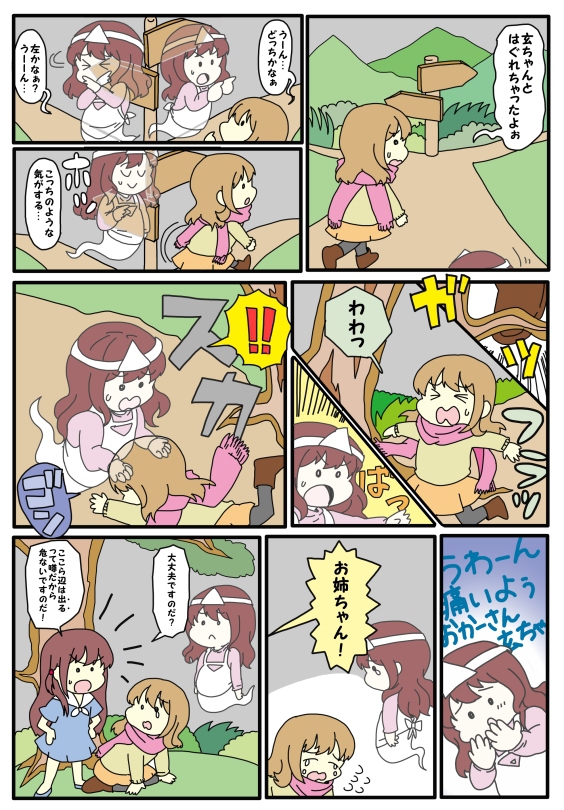 玄ちゃんと
はぐれちゃったよぉ
うーん…
どっちかなぁ
左かなぁ？
うーーん…
ホッ
こっちのような
気がする…
ガッ
わわっ
フラッ
ばっ
!!
スカ
ゴン
うわーん
痛いよぅ
おかーさん
玄ちゃ
お姉ちゃん！
大丈夫ですのだ？
ここら辺は出る
って噂だから
危ないですのだ！